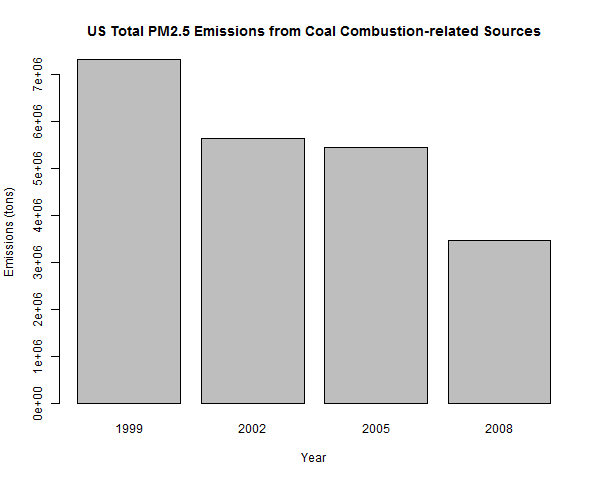 US Total PM2.5 Emissions from Coal Combustion-related Sources
Emissions (tons)
7e+06
6e+06
5e+06
4e+06
3e+06
2e+06
1e+06
0e+00
1999 2002 2005 2008
Year